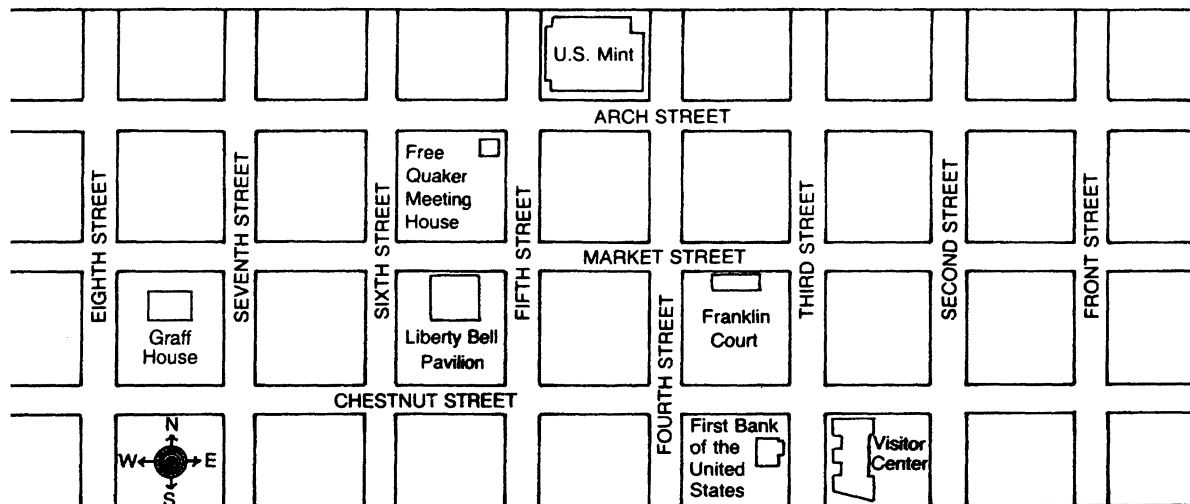 U.S. Mint
ARCH STREET
Free
Quaker
Meeting
House
EIGHTH STREET
SEVENTH STREET
SIXTH STREET
FIFTH STREET
THIRD STREET
SECOND STREET
FRONT STREET
MARKET STREET
Graff
House
Liberty Bell
Pavilion
FOURTH STREET
Franklin
Court
CHESTNUT STREET
N
W
E
S
First Bank
of the
United
States
Visitor
Center